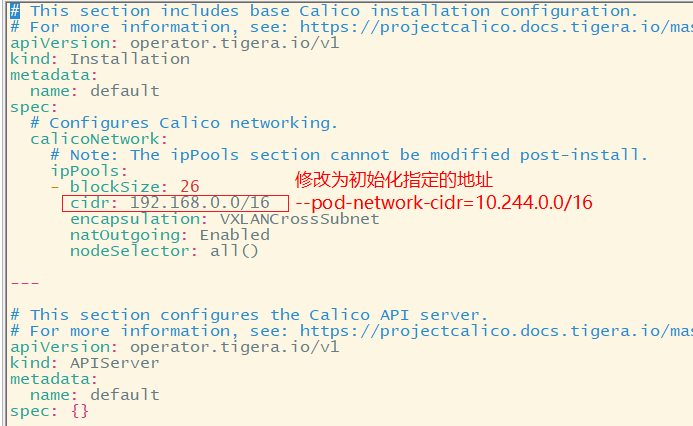 # This section includes base Calico installation configuration.
# For more information, see: https://projectcalico.docs.tigera.io/mas
apiVersion: operator.tigera.io/v1
kind: Installation
metadata:
  name: default
spec:
  # Configures Calico networking.
  calicoNetwork:
    # Note: The ipPools section cannot be modified post-install.
    ipPools:
    - blockSize: 26
修改为初始化指定的地址
      cidr: 192.168.0.0/16 --pod-network-cidr=10.244.0.0/16
      encapsulation: VXLANCrossSubnet
      natOutgoing: Enabled
      nodeSelector: all()
---
# This section configures the Calico API server.
# For more information, see: https://projectcalico.docs.tigera.io/mas
apiVersion: operator.tigera.io/v1
kind: APIServer
metadata:
  name: default
spec: {}